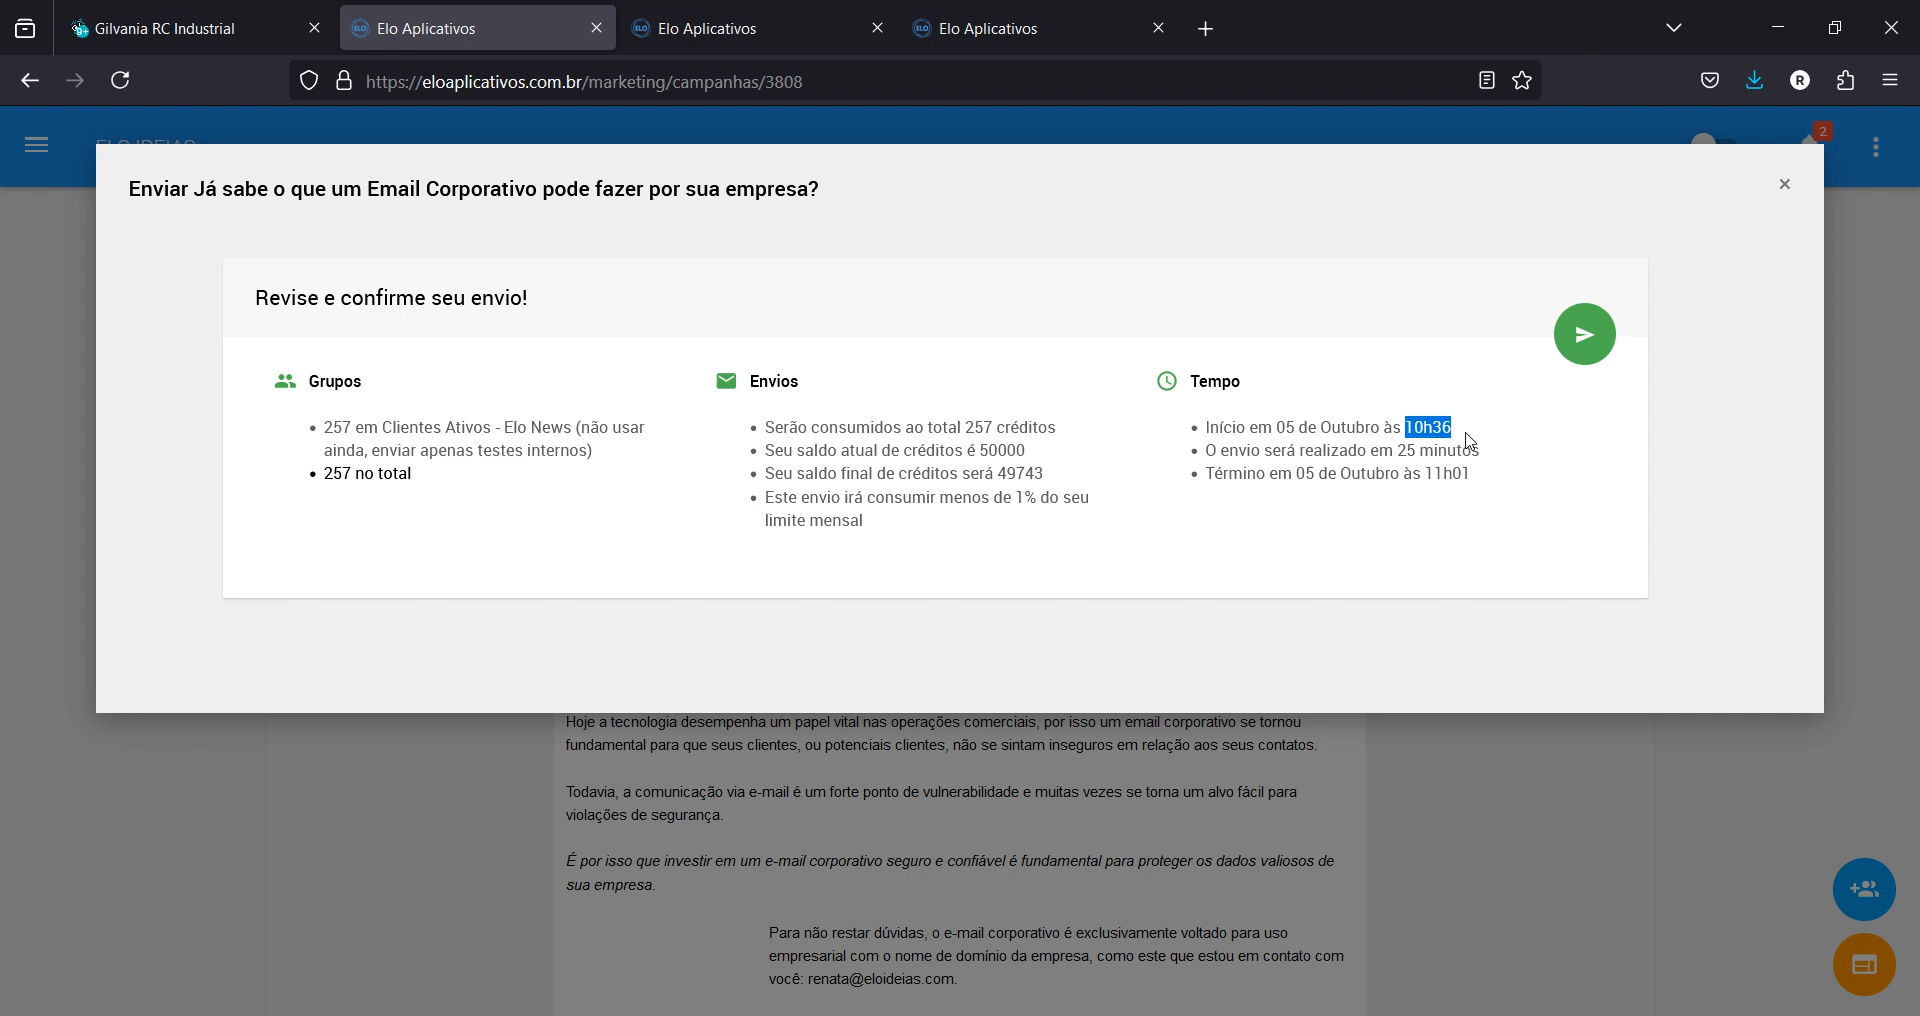 Gilvania RC Industrial
Elo Aplicativos
Elo Aplicativos
Elo Aplicativos
https://eloaplicativos.com.br/marketing/campanhas/3808
R
2
Enviar Já sabe o que um Email Corporativo pode fazer por sua empresa?
Revise e confirme seu envio!
Grupos
257 em Clientes Ativos - Elo News (não usar
ainda, enviar apenas testes internos)
257 no total
Envios
Serão consumidos ao total 257 créditos
Seu saldo atual de créditos é 50000
Seu saldo final de créditos será 49743
Este envio irá consumir menos de 1% do seu
limite mensal
Tempo
Início em 05 de Outubro às 10h36
O envio será realizado em 25 minutos
Término em 05 de Outubro às 11h01
Hoje a tecnologia desempenha um papel vital nas operações comerciais, por isso um email corporativo se tornou
fundamental para que seus clientes, ou potenciais clientes, não se sintam inseguros em relação aos seus contatos.
Todavia, a comunicação via e-mail é um forte ponto de vulnerabilidade e muitas vezes se torna um alvo fácil para
violações de segurança.
É por isso que investir em um e-mail corporativo seguro e confiável é fundamental para proteger os dados valiosos de
sua empresa.
Para não restar dúvidas, o e-mail corporativo é exclusivamente voltado para uso
empresarial com o nome de domínio da empresa, como este que estou em contato com
você: renata@eloideias.com.